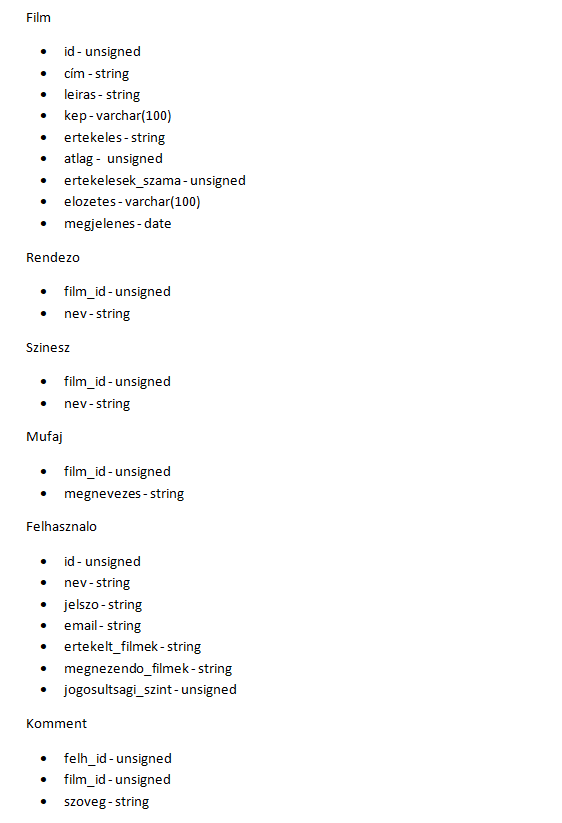 Film
• id - unsigned
• cím - string
• leiras - string
• kep - varchar(100)
• ertekeles - string
• atlag -  unsigned
• ertekelesek_szama - unsigned
• elozetes - varchar(100)
• megjelenes - date
Rendezo
• film_id - unsigned
• nev - string
Szinesz
• film_id - unsigned
• nev - string
Mufaj
• film_id - unsigned
• megnevezes - string
Felhasznalo
• id - unsigned
• nev - string
• jelszo - string
• email - string
• ertekelt_filmek - string
• megnezendo_filmek - string
• jogosultsagi_szint - unsigned
Komment
• felh_id - unsigned
• film_id - unsigned
• szoveg - string